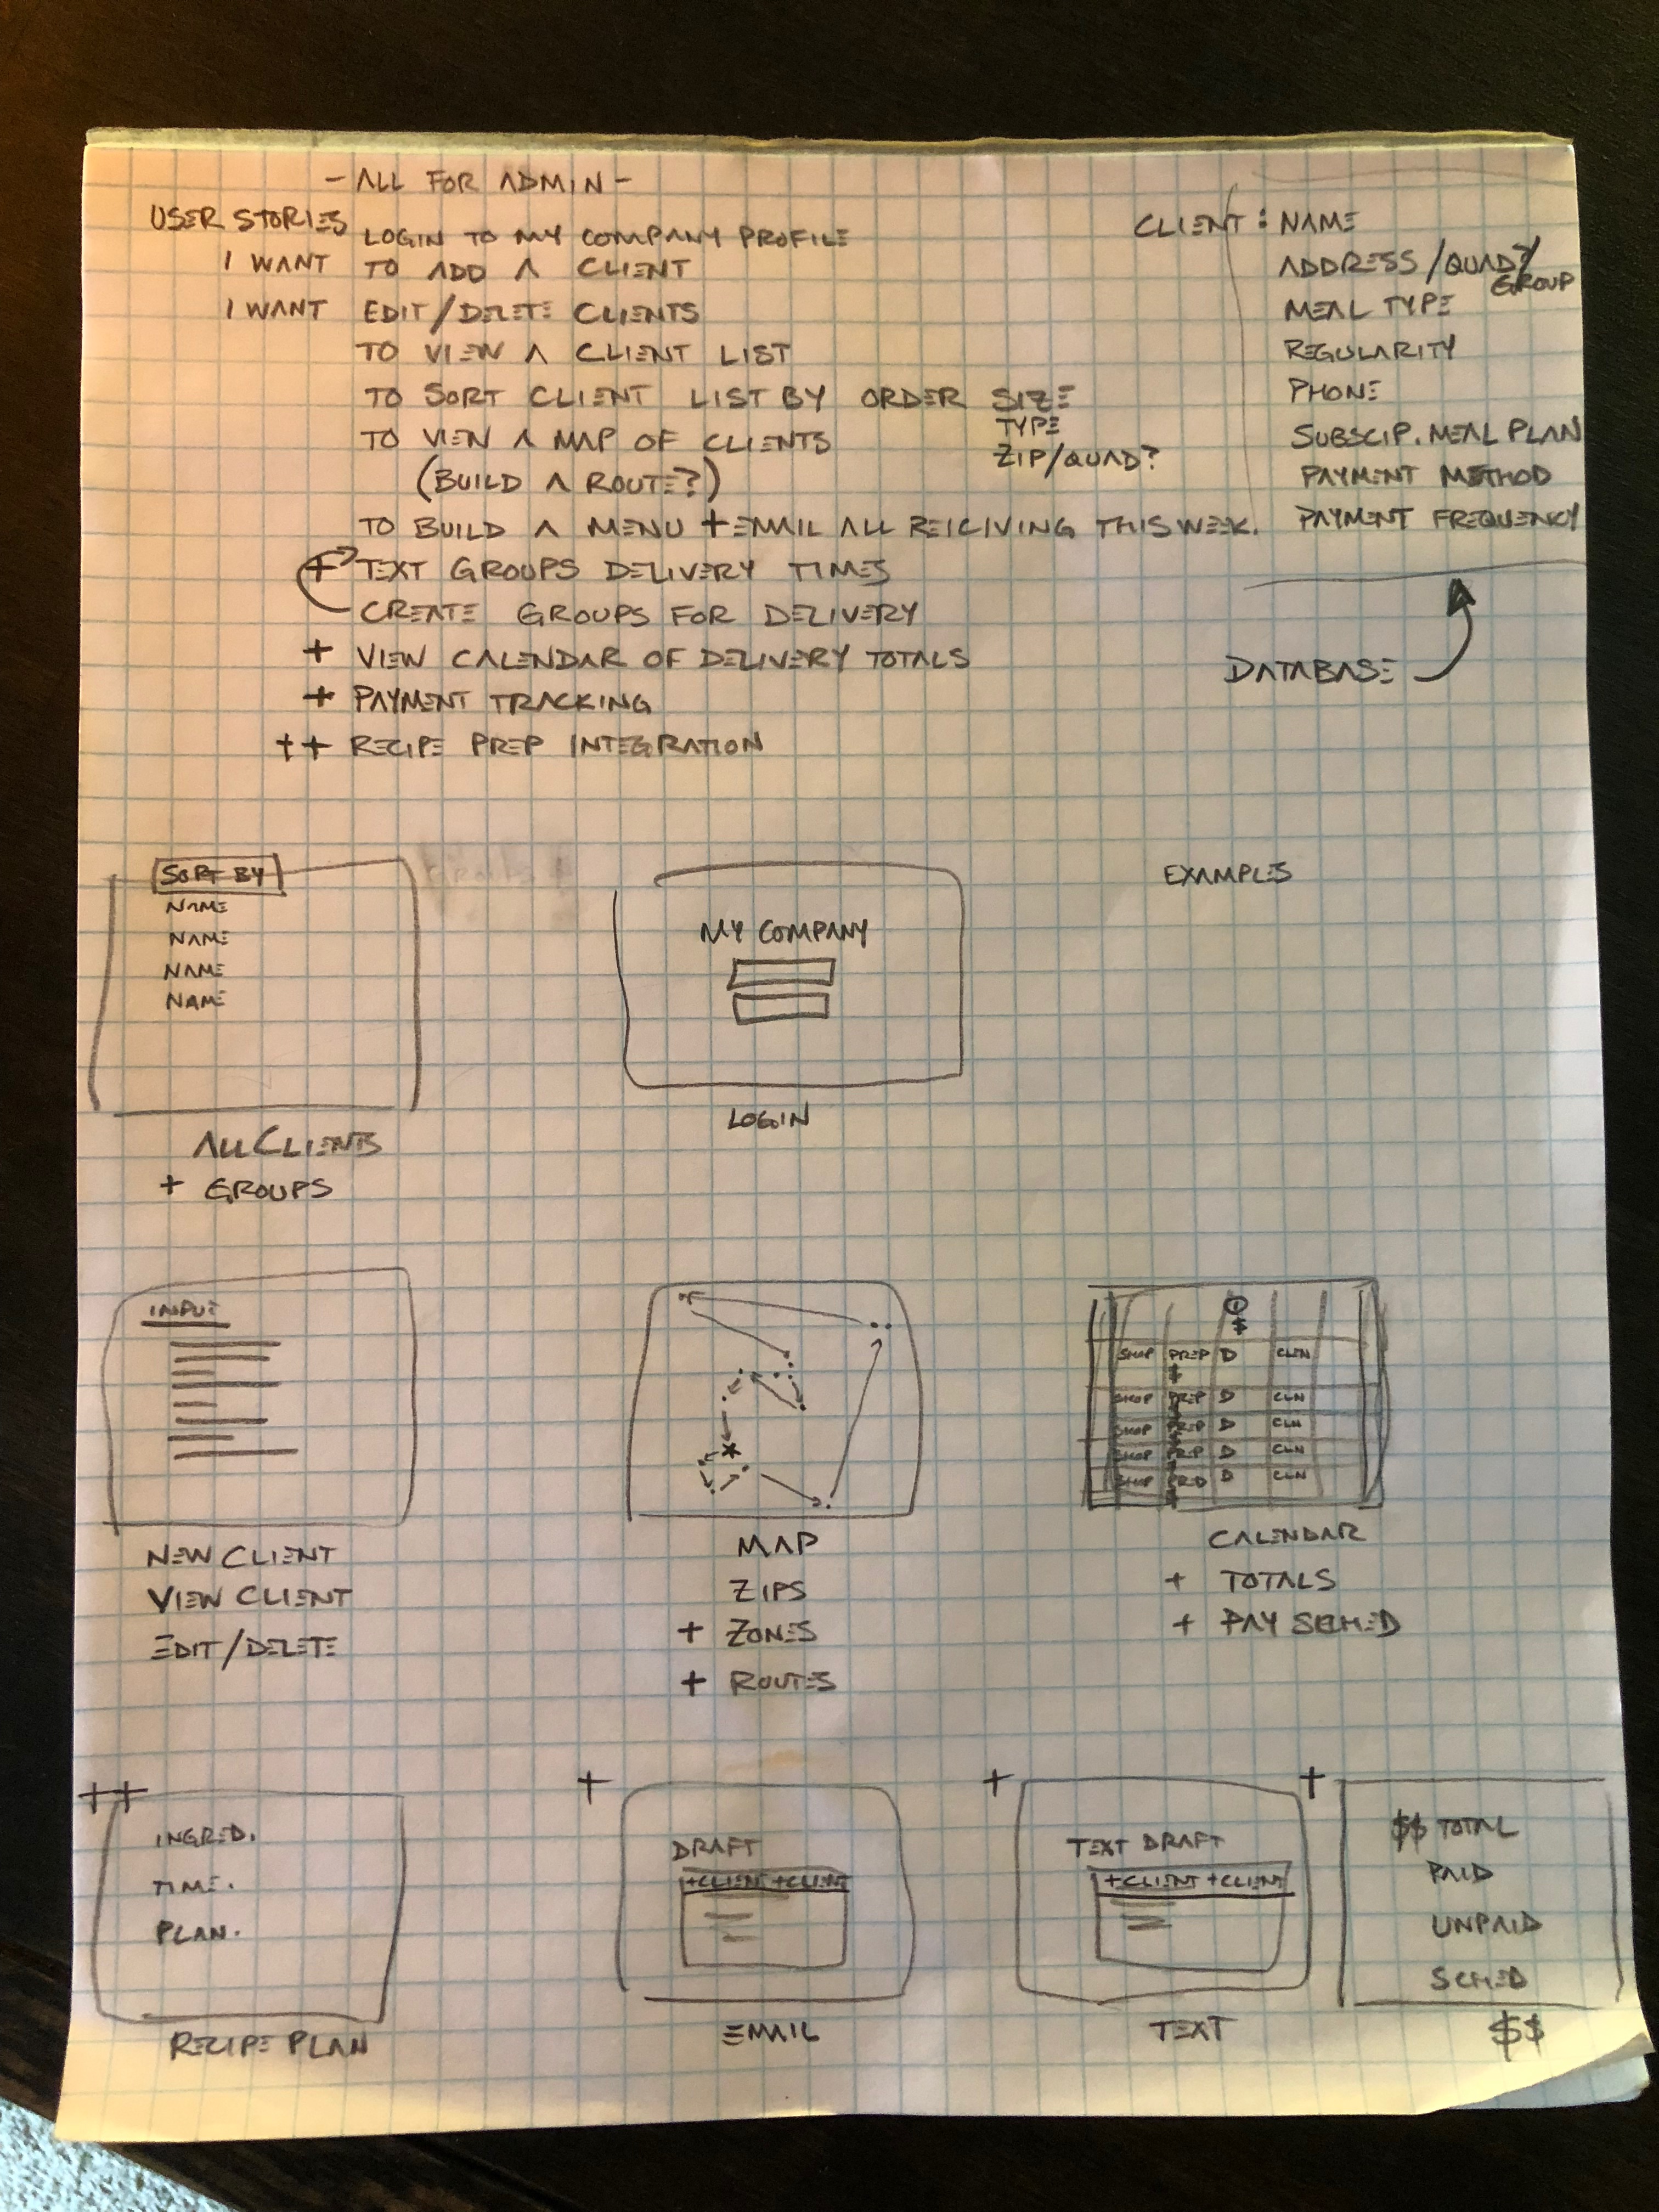 - ALL FOR ADMIN -
USER STORIES
LOGIN TO MY COMPANY PROFILE
I WANT TO ADD A CLIENT
I WANT EDIT/DELETE CLIENTS
TO VIEW A CLIENT LIST
TO SORT CLIENT LIST BY ORDER SIZE
TYPE
ZIP/QUAD?
TO VIEW A MAP OF CLIENTS
(BUILD A ROUTE?)
TO BUILD A MENU + EMAIL ALL REICIVING THIS WEEK.
+ TEXT GROUPS DELIVERY TIMES
CREATE GROUPS FOR DELIVERY
+ VIEW CALENDAR OF DELIVERY TOTALS
+ PAYMENT TRACKING
++ RECIPE PREP INTEGRATION
CLIENT : NAME
ADDRESS/QUAD?/
GROUP
MEAL TYPE
REGULARITY
PHONE
SUBSCIP. MEAL PLAN
PAYMENT METHOD
PAYMENT FREQUENCY
DATABASE
SORT BY
NAME
NAME
NAME
NAME
ALL CLIENTS
+ GROUPS
MY COMPANY
LOGIN
EXAMPLES
INPUT
NEW CLIENT
VIEW CLIENT
EDIT/DELETE
MAP
ZIPS
+ ZONES
+ ROUTES
SHOP PREP D CLN
$
SHOP PREP D CLN
SHOP PREP D CLN
SHOP PREP D CLN
SHOP PREP D CLN
CALENDAR
+ TOTALS
+ PAY SCHED
++
INGRED.
TIME.
PLAN.
RECIPE PLAN
+
DRAFT
+CLIENT +CLIENT
EMAIL
+
TEXT DRAFT
+CLIENT +CLIENT
TEXT
+
$$ TOTAL
PAID
UNPAID
SCHED
$$